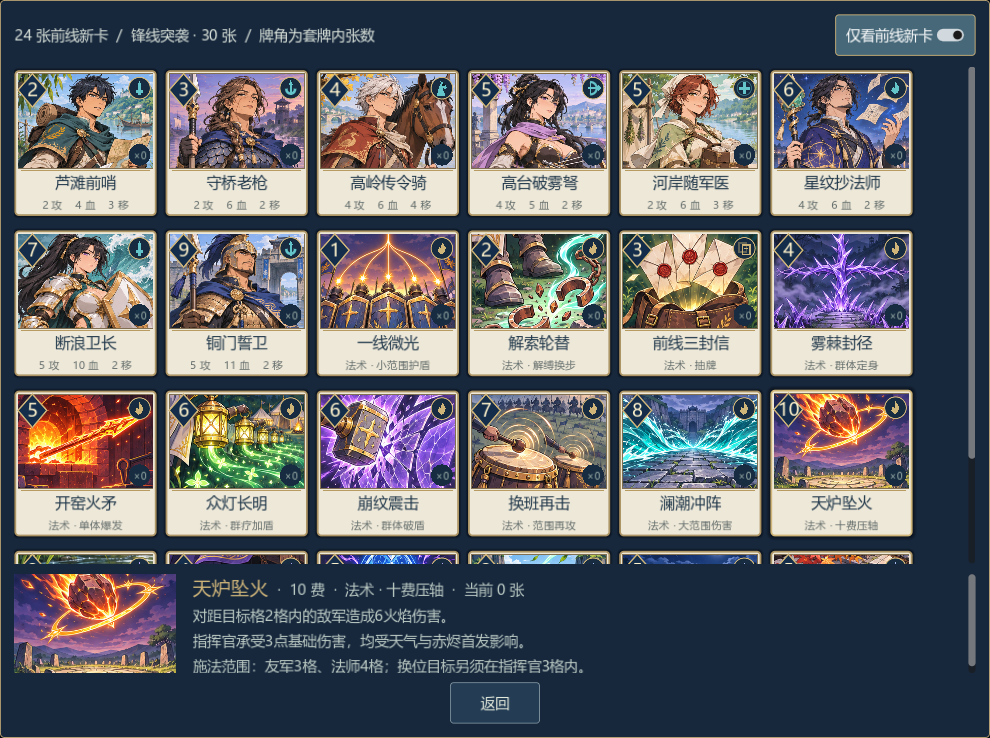 24 张前线新卡 / 锋线突袭 · 30 张 / 牌角为套牌内张数
仅看前线新卡
2 ×0
芦滩前哨
2 攻 4 血 3 移
3 ×0
守桥老枪
2 攻 6 血 2 移
4 ×0
高岭传令骑
4 攻 6 血 4 移
5 ×0
高台破雾弩
4 攻 5 血 2 移
5 ×0
河岸随军医
2 攻 6 血 3 移
6 ×0
星纹抄法师
4 攻 6 血 2 移
7 ×0
断浪卫长
5 攻 10 血 2 移
9 ×0
铜门誓卫
5 攻 11 血 2 移
1 ×0
一线微光
法术 · 小范围护盾
2 ×0
解索轮替
法术 · 解缚换步
3 ×0
前线三封信
法术 · 抽牌
4 ×0
雾棘封径
法术 · 群体定身
5 ×0
开窑火矛
法术 · 单体爆发
6 ×0
众灯长明
法术 · 群疗加盾
6 ×0
崩纹震击
法术 · 群体破盾
7 ×0
换班再击
法术 · 范围再攻
8 ×0
澜潮冲阵
法术 · 大范围伤害
10 ×0
天炉坠火
法术 · 十费压轴
天炉坠火 · 10 费 · 法术 · 十费压轴 · 当前 0 张
对距目标格2格内的敌军造成6火焰伤害。
指挥官承受3点基础伤害，均受天气与赤烬首发影响。
施法范围：友军3格、法师4格；换位目标另须在指挥官3格内。
返回